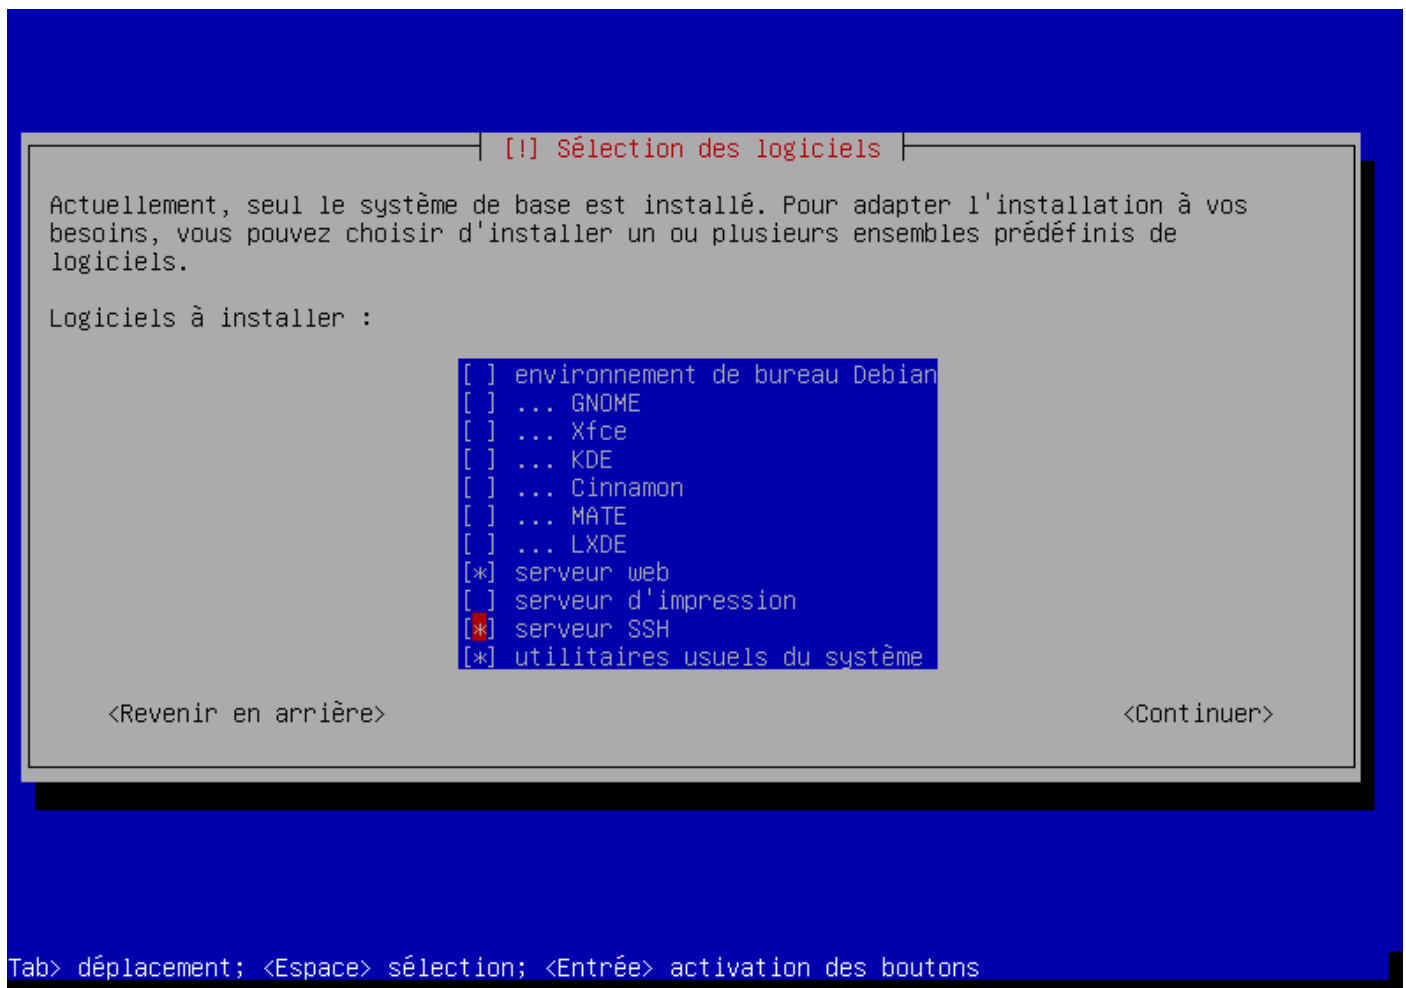 [!] Sélection des logiciels
Actuellement, seul le système de base est installé. Pour adapter l'installation à vos
besoins, vous pouvez choisir d'installer un ou plusieurs ensembles prédéfinis de
logiciels.
Logiciels à installer :
[ ] environnement de bureau Debian
[ ] ... GNOME
[ ] ... Xfce
[ ] ... KDE
[ ] ... Cinnamon
[ ] ... MATE
[ ] ... LXDE
[*] serveur web
[ ] serveur d'impression
[*] serveur SSH
[*] utilitaires usuels du système
<Revenir en arrière> <Continuer>
Tab> déplacement; <Espace> sélection; <Entrée> activation des boutons